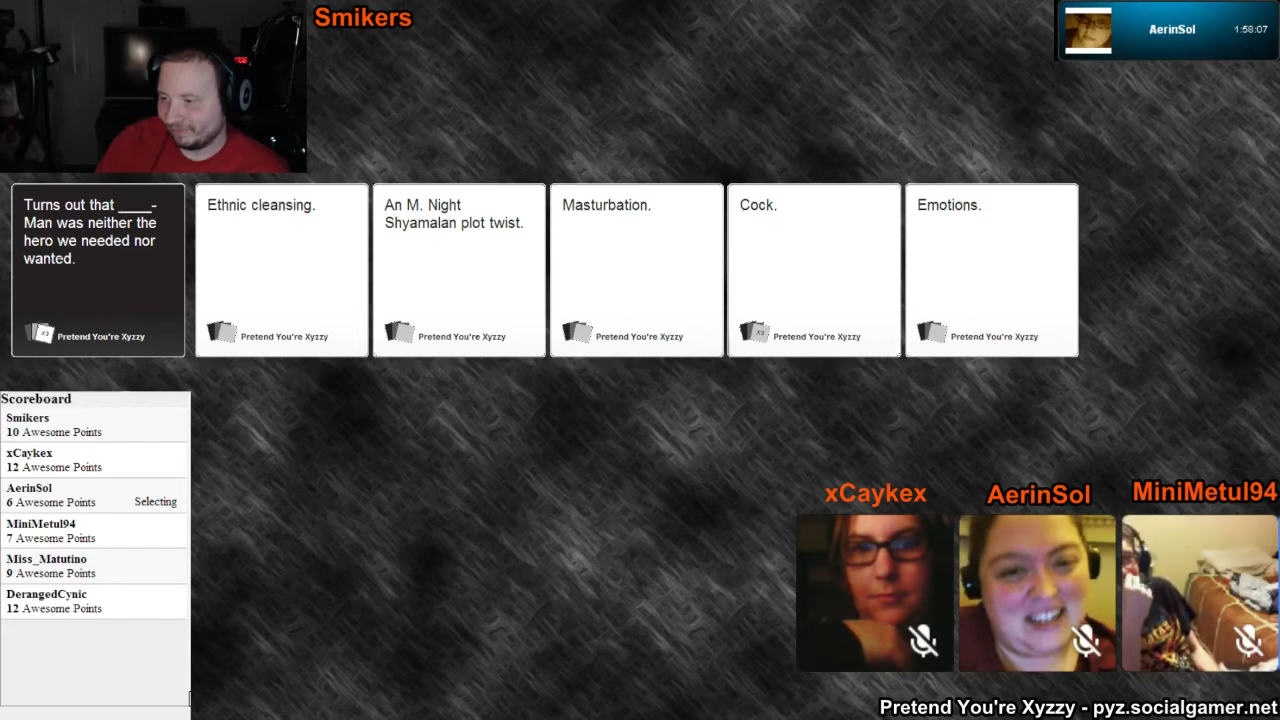 Smikers
AerinSol
1:58:07
Turns out that ____-
Man was neither the
hero we needed nor
wanted.
Pretend You're Xyzzy
Ethnic cleansing.
Pretend You're Xyzzy
An M. Night
Shyamalan plot twist.
Pretend You're Xyzzy
Masturbation.
Pretend You're Xyzzy
Cock.
Pretend You're Xyzzy
Emotions.
Pretend You're Xyzzy
Scoreboard
Smikers
10 Awesome Points
xCaykex
12 Awesome Points
AerinSol
6 Awesome Points Selecting
MiniMetul94
7 Awesome Points
Miss_Matutino
9 Awesome Points
DerangedCynic
12 Awesome Points
xCaykex
AerinSol
MiniMetul94
Pretend You're Xyzzy - pyz.socialgamer.net